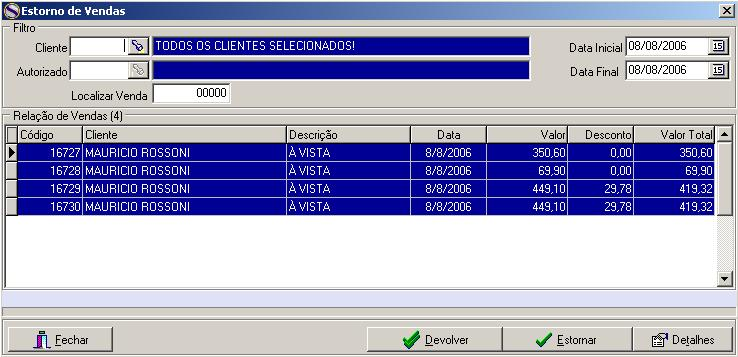 Estorno de Vendas
Filtro
Cliente TODOS OS CLIENTES SELECIONADOS! Data Inicial 08/08/2006 15
Autorizado Data Final 08/08/2006 15
Localizar Venda 00000
Relação de Vendas (4)
Código Cliente Descrição Data Valor Desconto Valor Total
16727 MAURICIO ROSSONI À VISTA 8/8/2006 350,60 0,00 350,60
16728 MAURICIO ROSSONI À VISTA 8/8/2006 69,90 0,00 69,90
16729 MAURICIO ROSSONI À VISTA 8/8/2006 449,10 29,78 419,32
16730 MAURICIO ROSSONI À VISTA 8/8/2006 449,10 29,78 419,32
Fechar Devolver Estornar Detalhes